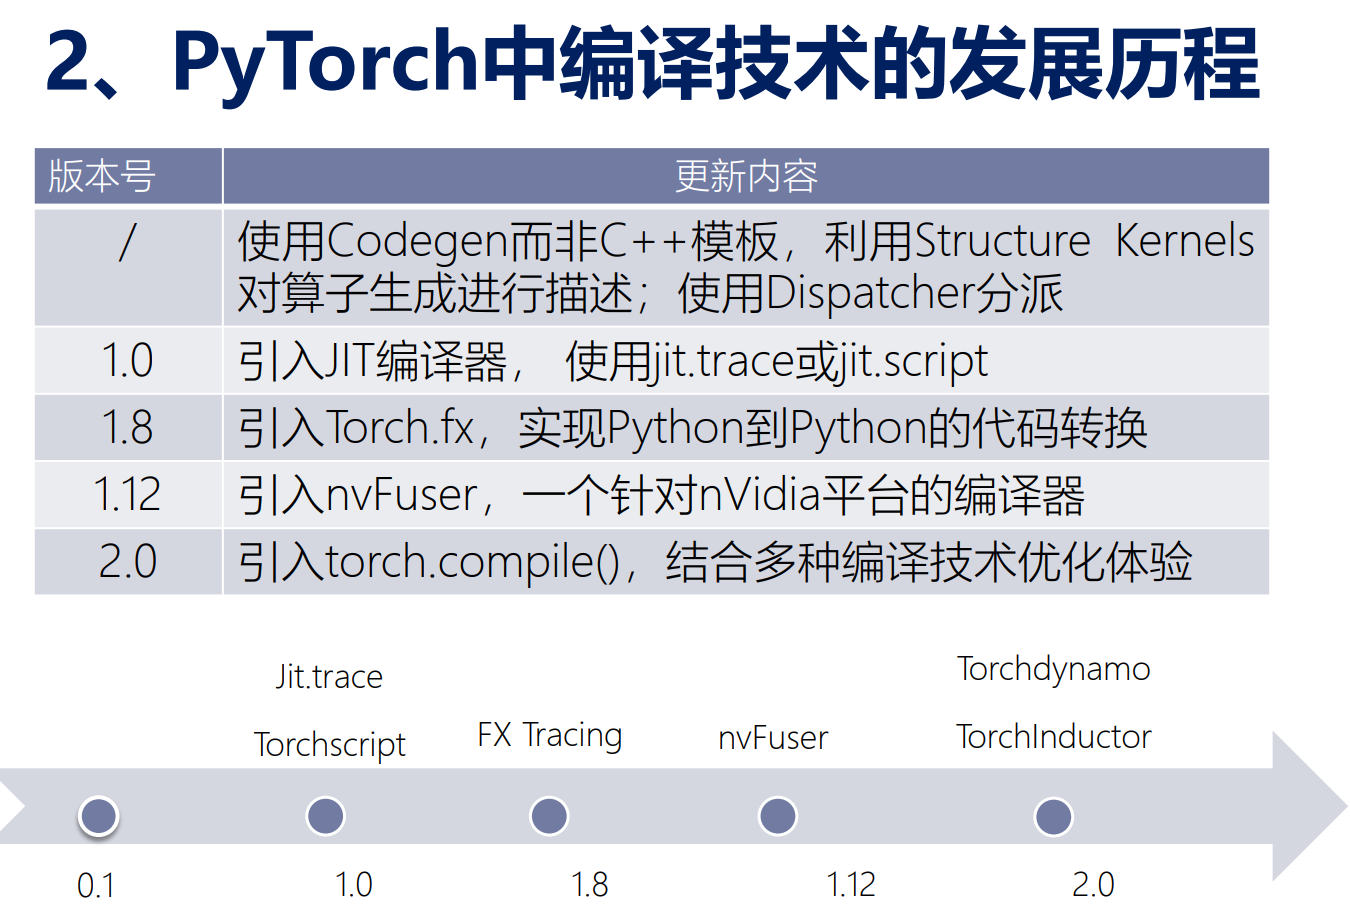 2、PyTorch中编译技术的发展历程
版本号 更新内容
/ 使用Codegen而非C++模板，利用Structure Kernels
对算子生成进行描述；使用Dispatcher分派
1.0 引入JIT编译器， 使用jit.trace或jit.script
1.8 引入Torch.fx，实现Python到Python的代码转换
1.12 引入nvFuser，一个针对nVidia平台的编译器
2.0 引入torch.compile()，结合多种编译技术优化体验
Jit.trace
Torchscript
FX Tracing
nvFuser
Torchdynamo
TorchInductor
0.1 1.0 1.8 1.12 2.0